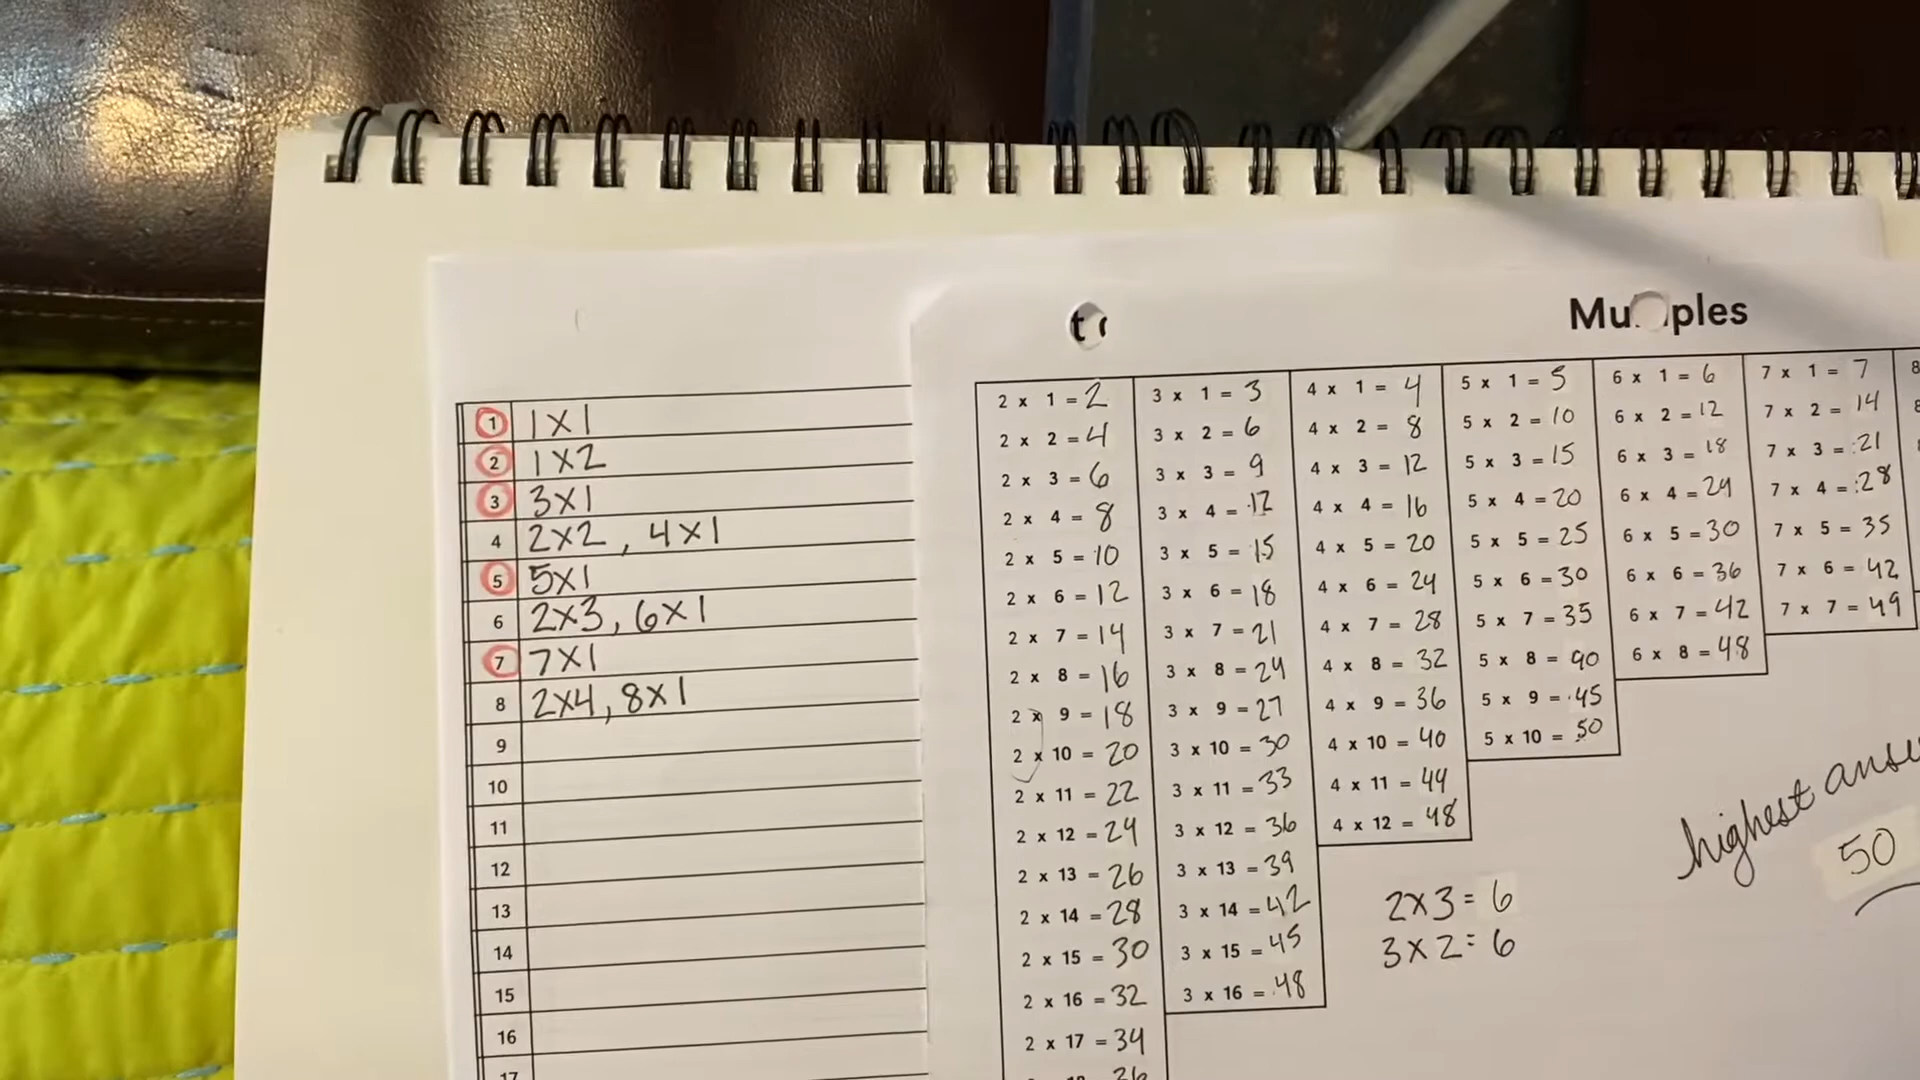 1 1X1
2 1X2
3 3X1
4 2X2, 4X1
5 5X1
6 2X3, 6X1
7 7X1
8 2X4, 8X1
9
10
11
12
13
14
15
16
17
2 x 1 = 2
2 x 2 = 4
2 x 3 = 6
2 x 4 = 8
2 x 5 = 10
2 x 6 = 12
2 x 7 = 14
2 x 8 = 16
2 x 9 = 18
2 x 10 = 20
2 x 11 = 22
2 x 12 = 24
2 x 13 = 26
2 x 14 = 28
2 x 15 = 30
2 x 16 = 32
2 x 17 = 34
36
3 x 1 = 3
3 x 2 = 6
3 x 3 = 9
3 x 4 = 12
3 x 5 = 15
3 x 6 = 18
3 x 7 = 21
3 x 8 = 24
3 x 9 = 27
3 x 10 = 30
3 x 11 = 33
3 x 12 = 36
3 x 13 = 39
3 x 14 = 42
3 x 15 = 45
3 x 16 = 48
4 x 1 = 4
4 x 2 = 8
4 x 3 = 12
4 x 4 = 16
4 x 5 = 20
4 x 6 = 24
4 x 7 = 28
4 x 8 = 32
4 x 9 = 36
4 x 10 = 40
4 x 11 = 44
4 x 12 = 48
5 x 1 = 5
5 x 2 = 10
5 x 3 = 15
5 x 4 = 20
5 x 5 = 25
5 x 6 = 30
5 x 7 = 35
5 x 8 = 40
5 x 9 = 45
5 x 10 = 50
6 x 1 = 6
6 x 2 = 12
6 x 3 = 18
6 x 4 = 24
6 x 5 = 30
6 x 6 = 36
6 x 7 = 42
6 x 8 = 48
7 x 1 = 7
7 x 2 = 14
7 x 3 = 21
7 x 4 = 28
7 x 5 = 35
7 x 6 = 42
7 x 7 = 49
2X3=6
3X2=6
highest
50